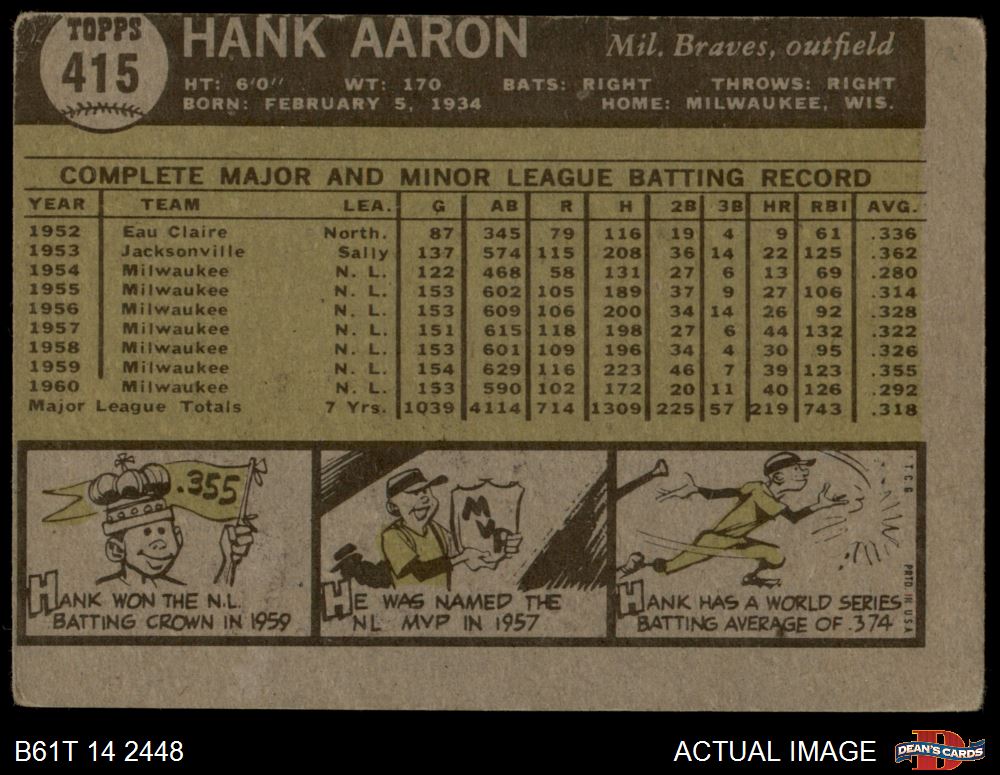 TOPPS
415
HANK AARON
Mil. Braves, outfield
HT: 6'0" WT: 170 BATS: RIGHT THROWS: RIGHT
BORN: FEBRUARY 5, 1934 HOME: MILWAUKEE, WIS.
COMPLETE MAJOR AND MINOR LEAGUE BATTING RECORD
YEAR TEAM LEA. G AB R H 2B 3B HR RBI AVG.
1952 Eau Claire North. 87 345 79 116 19 4 9 61 .336
1953 Jacksonville Sally 137 574 115 208 36 14 22 125 .362
1954 Milwaukee N. L. 122 468 58 131 27 6 13 69 .280
1955 Milwaukee N. L. 153 602 105 189 37 9 27 106 .314
1956 Milwaukee N. L. 153 609 106 200 34 14 26 92 .328
1957 Milwaukee N. L. 151 615 118 198 27 6 44 132 .322
1958 Milwaukee N. L. 153 601 109 196 34 4 30 95 .326
1959 Milwaukee N. L. 154 629 116 223 46 7 39 123 .355
1960 Milwaukee N. L. 153 590 102 172 20 11 40 126 .292
Major League Totals 7 Yrs. 1039 4114 714 1309 225 57 219 743 .318
.355
HANK WON THE N.L.
BATTING CROWN IN 1959
MVP
HE WAS NAMED THE
NL MVP IN 1957
HANK HAS A WORLD SERIES
BATTING AVERAGE OF .374
T.C.G.
PRTD IN USA
B61T 14 2448
ACTUAL IMAGE
DEAN'S CARDS